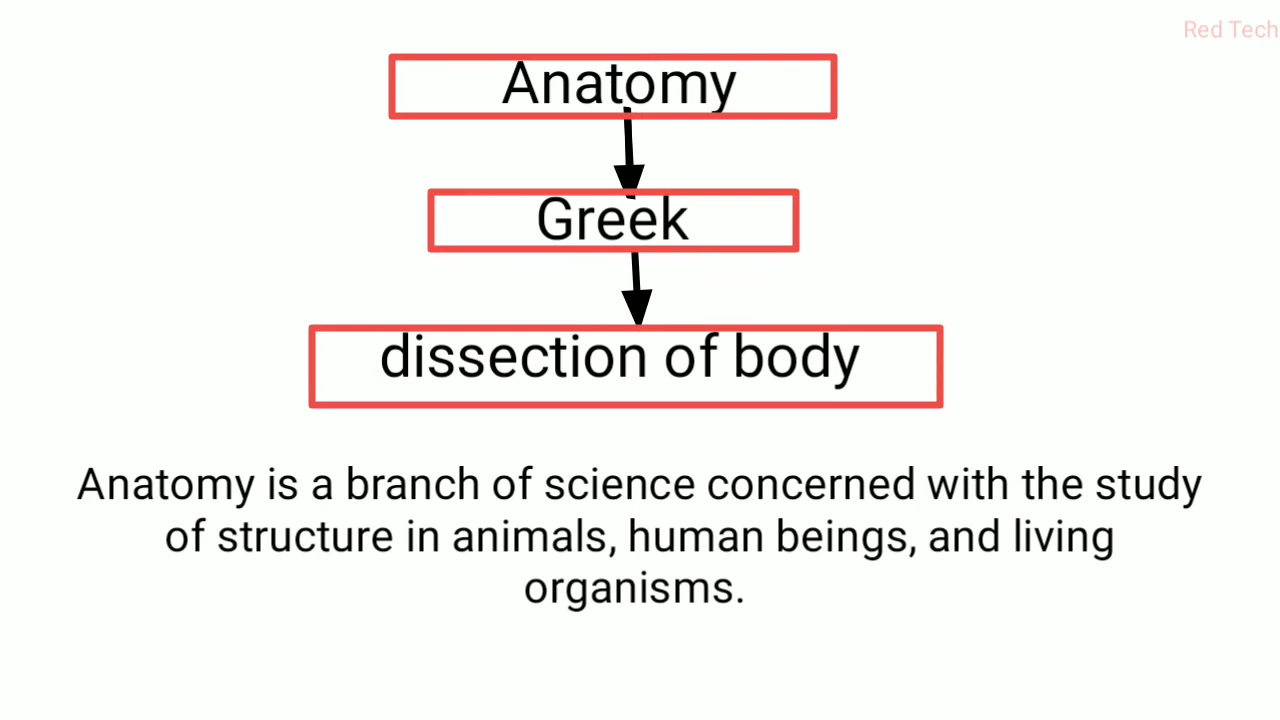 Red Tech
Anatomy
Greek
dissection of body
Anatomy is a branch of science concerned with the study
of structure in animals, human beings, and living
organisms.